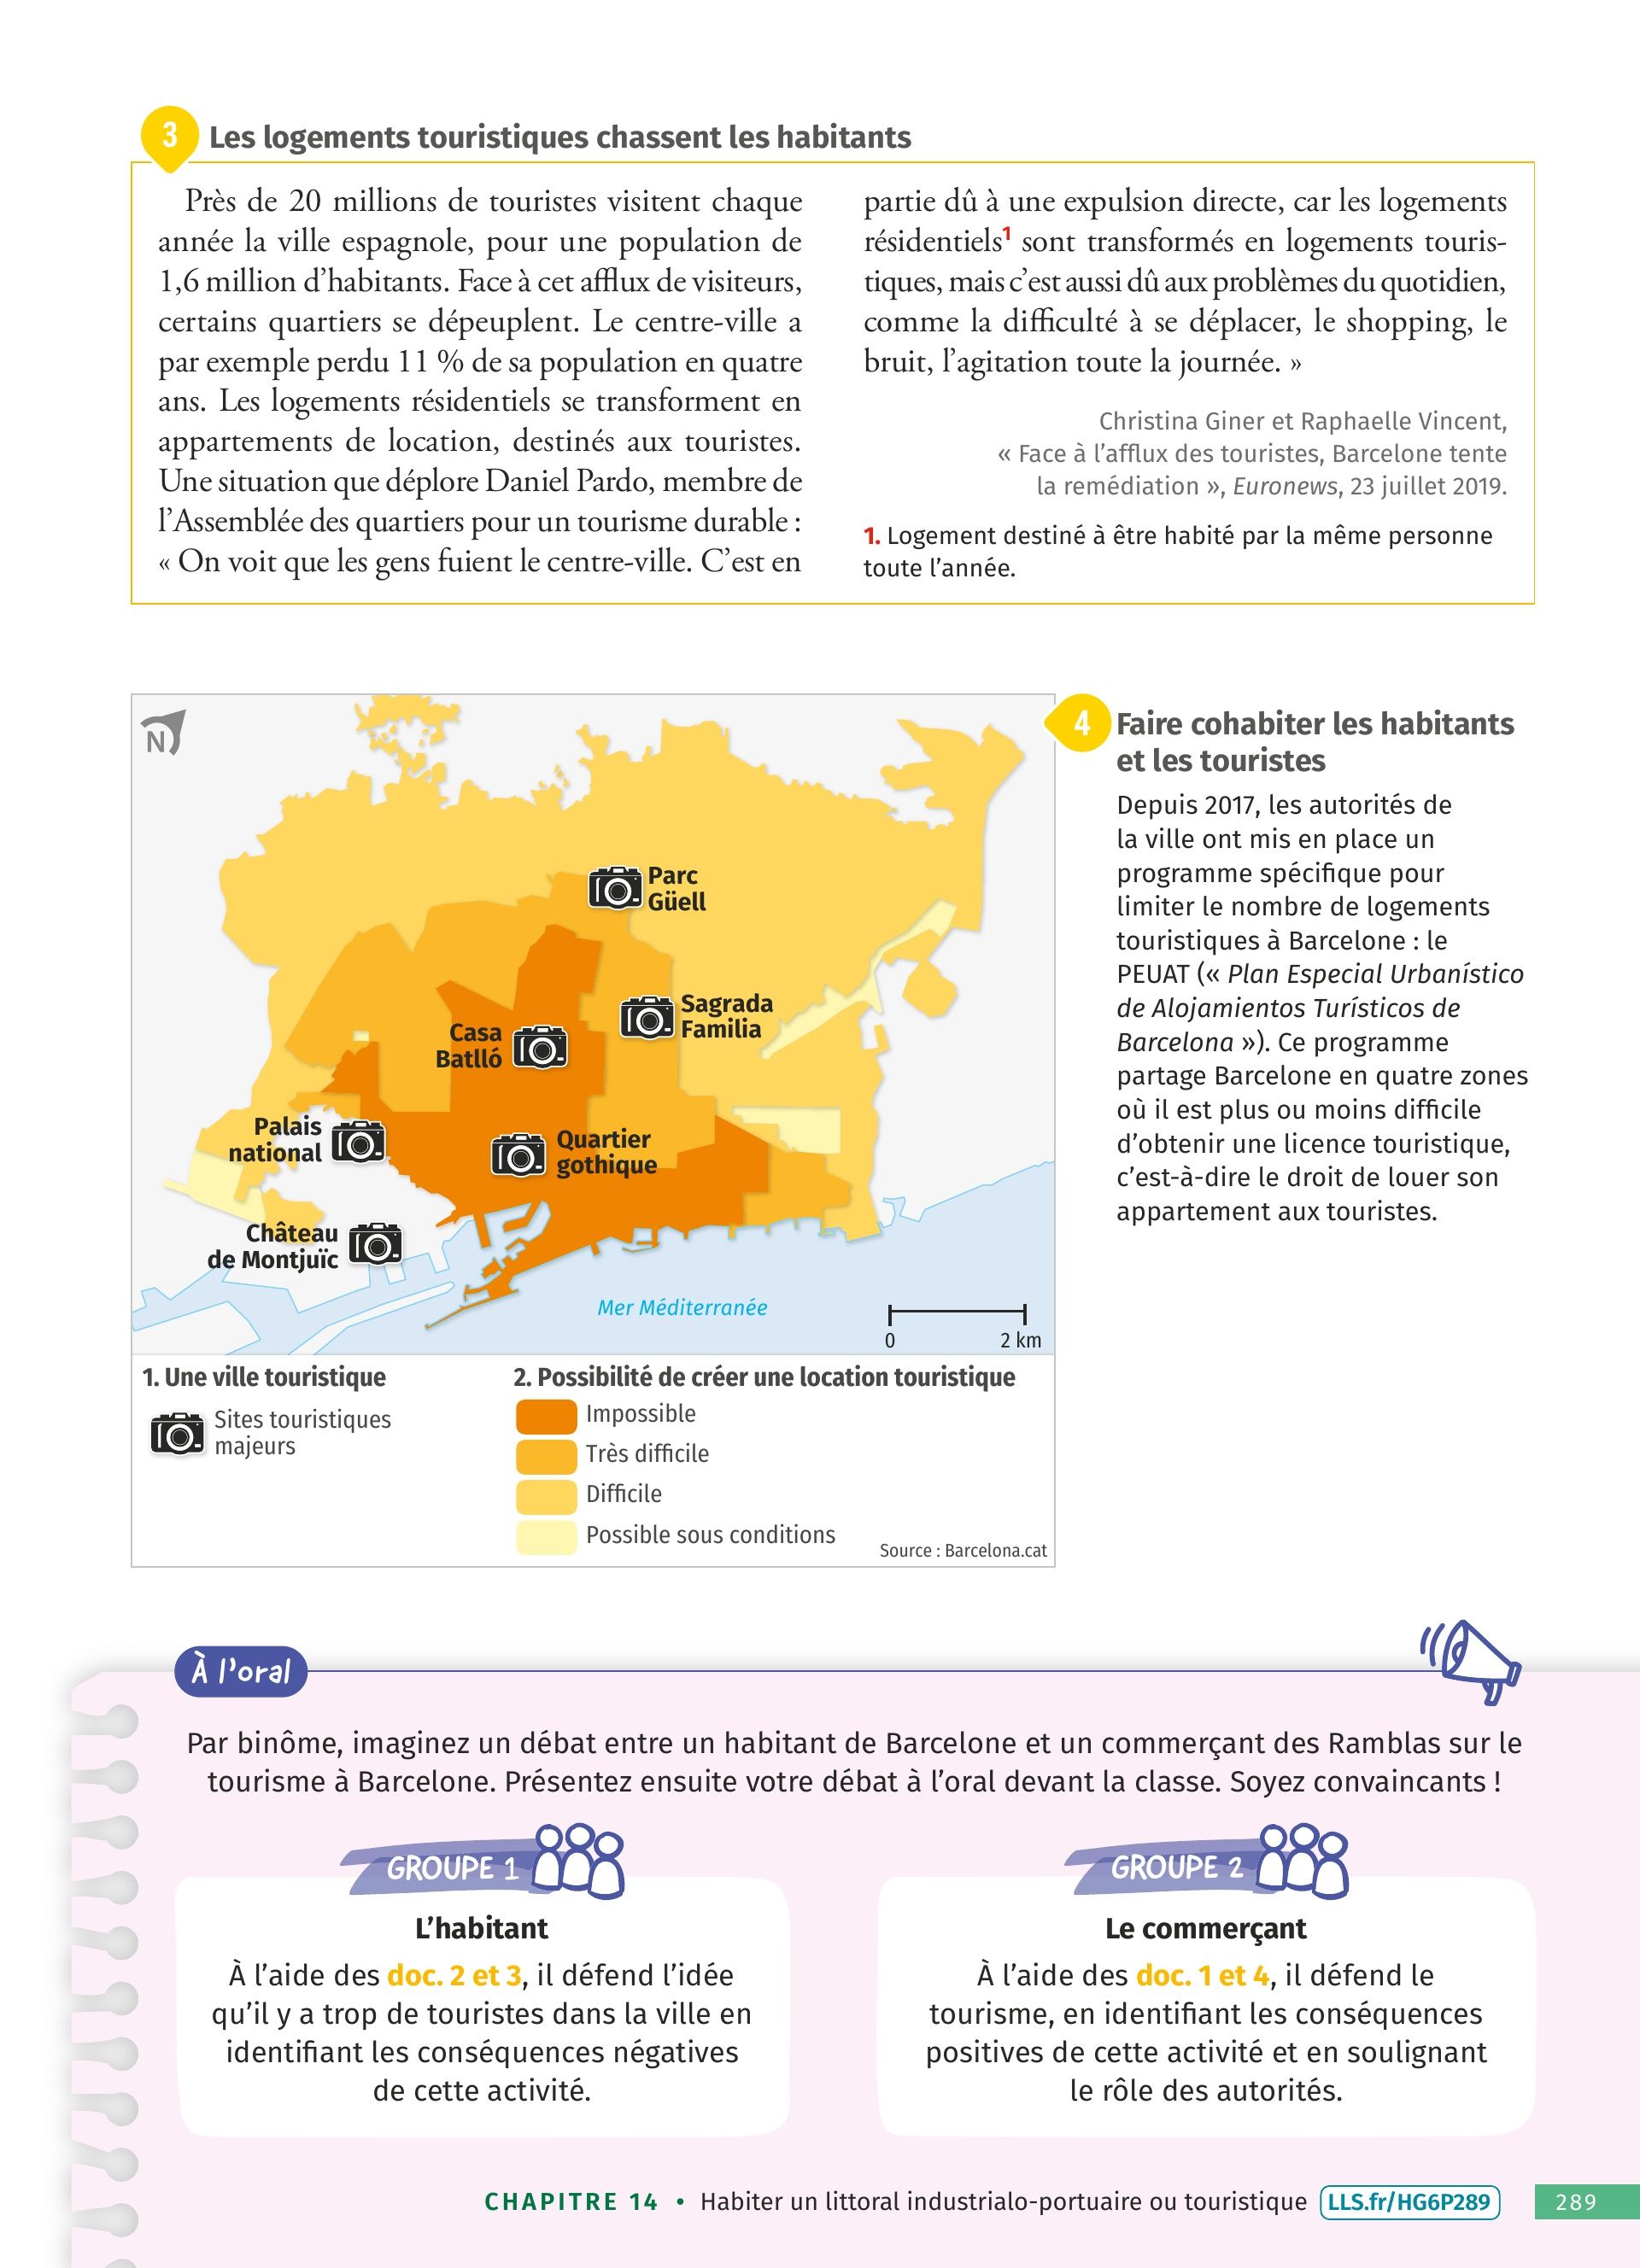 3
Les logements touristiques chassent les habitants
Près de 20 millions de touristes visitent chaque
année la ville espagnole, pour une population de
1,6 million d'habitants. Face à cet afflux de visiteurs,
certains quartiers se dépeuplent. Le centre-ville a
par exemple perdu 11 % de sa population en quatre
ans. Les logements résidentiels se transforment en
appartements de location, destinés aux touristes.
Une situation que déplore Daniel Pardo, membre de
l'Assemblée des quartiers pour un tourisme durable :
« On voit que les gens fuient le centre-ville. C'est en
partie dû à une expulsion directe, car les logements
résidentiels1 sont transformés en logements touris-
tiques, mais c'est aussi dû aux problèmes du quotidien,
comme la difficulté à se déplacer, le shopping, le
bruit, l'agitation toute la journée. »
Christina Giner et Raphaelle Vincent,
« Face à l'afflux des touristes, Barcelone tente
la remédiation », Euronews, 23 juillet 2019.
1. Logement destiné à être habité par la même personne
toute l'année.
N
Parc
Güell
Sagrada
Familia
Casa
Batlló
Palais
national
Quartier
gothique
Château
de Montjuïc
Mer Méditerranée
0 2 km
1. Une ville touristique
Sites touristiques
majeurs
2. Possibilité de créer une location touristique
Impossible
Très difficile
Difficile
Possible sous conditions
Source : Barcelona.cat
4
Faire cohabiter les habitants
et les touristes
Depuis 2017, les autorités de
la ville ont mis en place un
programme spécifique pour
limiter le nombre de logements
touristiques à Barcelone : le
PEUAT (« Plan Especial Urbanístico
de Alojamientos Turísticos de
Barcelona »). Ce programme
partage Barcelone en quatre zones
où il est plus ou moins difficile
d'obtenir une licence touristique,
c'est-à-dire le droit de louer son
appartement aux touristes.
À l'oral
Par binôme, imaginez un débat entre un habitant de Barcelone et un commerçant des Ramblas sur le
tourisme à Barcelone. Présentez ensuite votre débat à l'oral devant la classe. Soyez convaincants !
GROUPE 1
L'habitant
À l'aide des doc. 2 et 3, il défend l'idée
qu'il y a trop de touristes dans la ville en
identifiant les conséquences négatives
de cette activité.
GROUPE 2
Le commerçant
À l'aide des doc. 1 et 4, il défend le
tourisme, en identifiant les conséquences
positives de cette activité et en soulignant
le rôle des autorités.
CHAPITRE 14 • Habiter un littoral industrialo-portuaire ou touristique LLS.fr/HG6P289 289